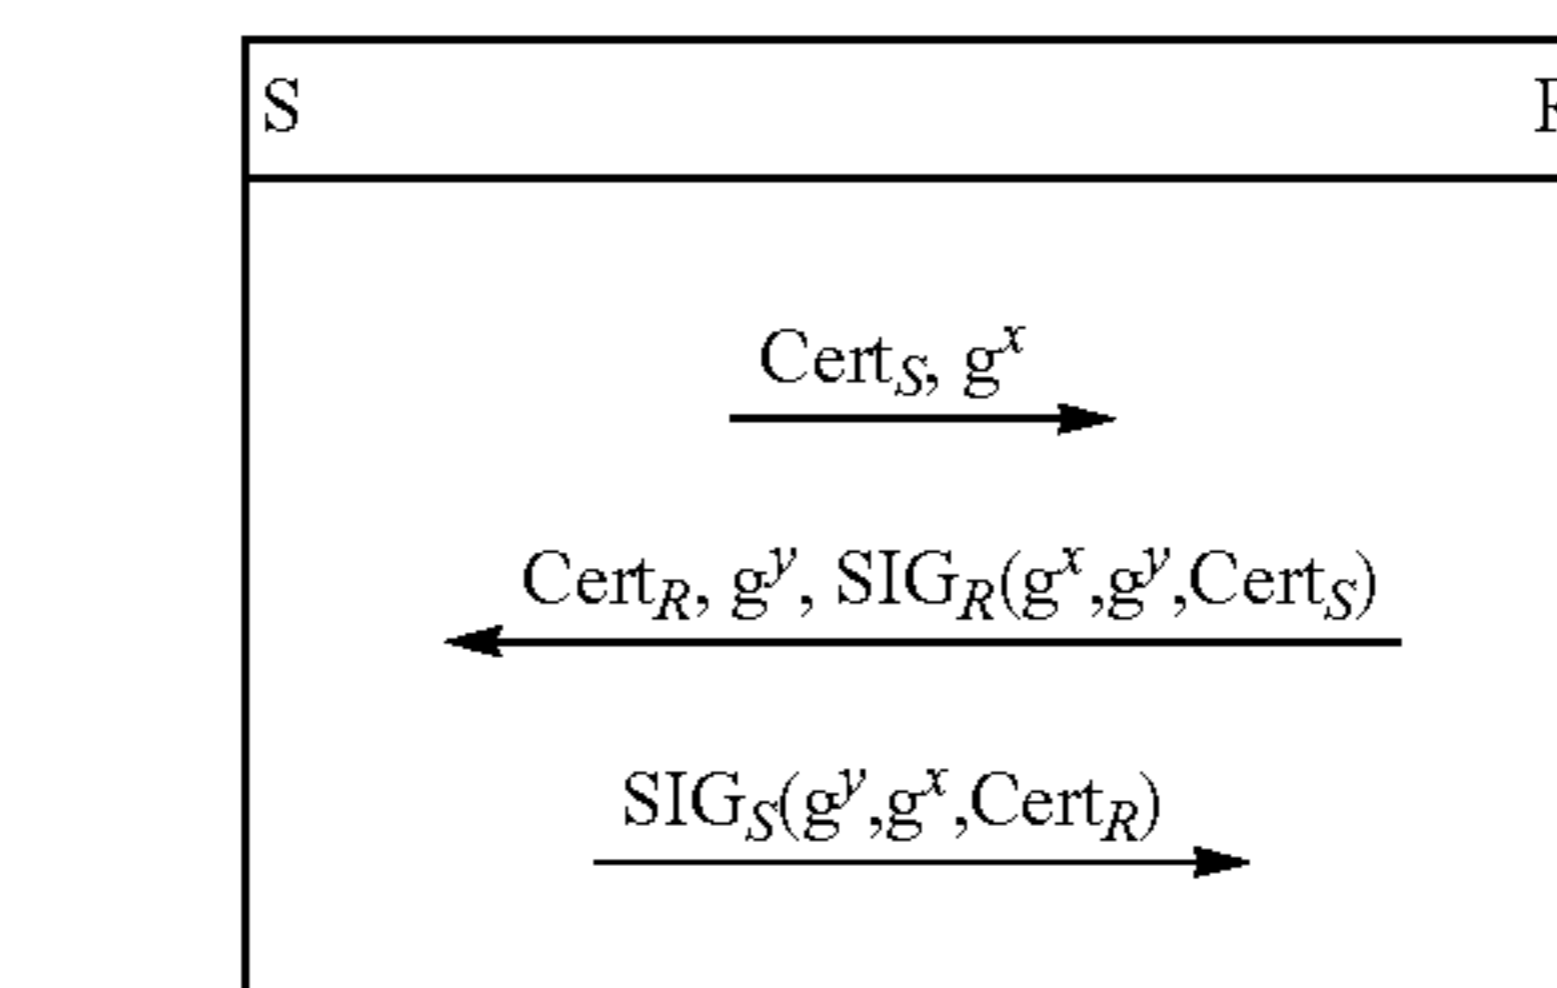 S
Cert_S, g^x
Cert_R, g^y, SIG_R(g^x,g^y,Cert_S)
SIG_S(g^y,g^x,Cert_R)